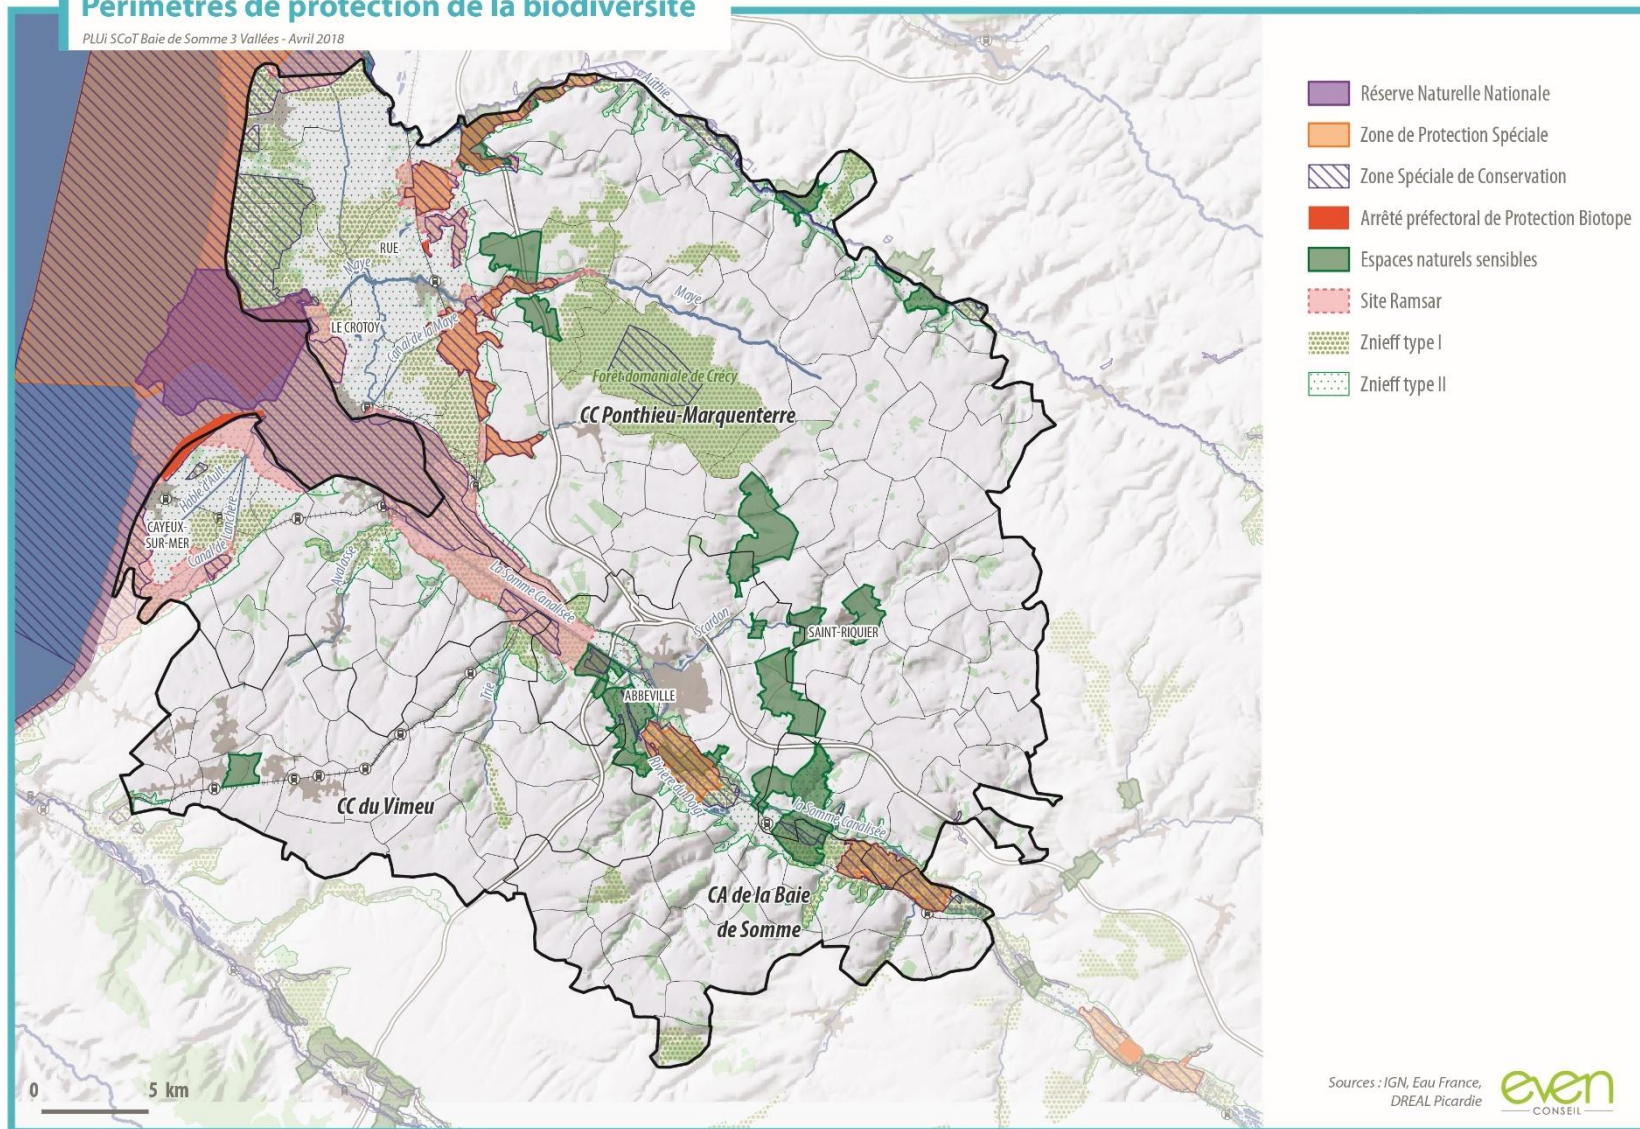 Périmètres de protection de la biodiversité
PLUi SCoT Baie de Somme 3 Vallées - Avril 2018
Réserve Naturelle Nationale
Zone de Protection Spéciale
Zone Spéciale de Conservation
Arrêté préfectoral de Protection Biotope
Espaces naturels sensibles
Site Ramsar
Znieff type I
Znieff type II
Authie
RUE
Maye
Maye
LE CROTOY
Canal de la Maye
Forêt domaniale de Crécy
CC Ponthieu-Marquenterre
Hable d'Ault
CAYEUX-
SUR-MER
Canal de Lanchère
Avalasse
La Somme Canalisée
Scardon
SAINT-RIQUIER
Trie
ABBEVILLE
Rivière du Doigt
CC du Vimeu
la Somme Canalisée
CA de la Baie
de Somme
0 5 km
Sources : IGN, Eau France,
DREAL Picardie
even
CONSEIL